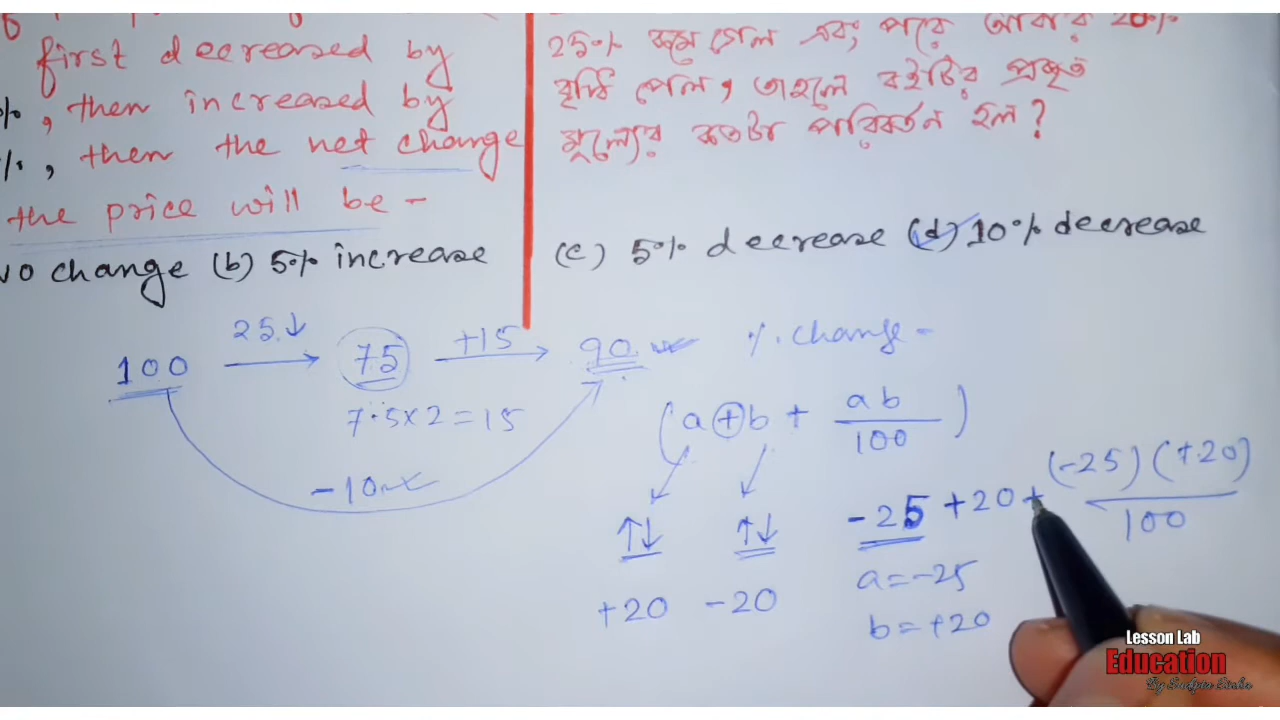 first decreased by
%, then increased by
%, then the net change
the price will be -
25% কমে গেল এবং পরে আবার 20%
বৃদ্ধি পেল, তাহলে বইটির প্রকৃত
মূল্যের কতটা পরিবর্তন হল?
No change (b) 5% increase
(c) 5% decrease (d) 10% decrease
100 25↓ 75 +15 90
7.5×2=15
-10
% change -
(a+b + ab/100)
↑↓ ↑↓
+20 -20
-25 +20 + (-25)(+20)/100
a=-25
b=+20
Lesson Lab
Education